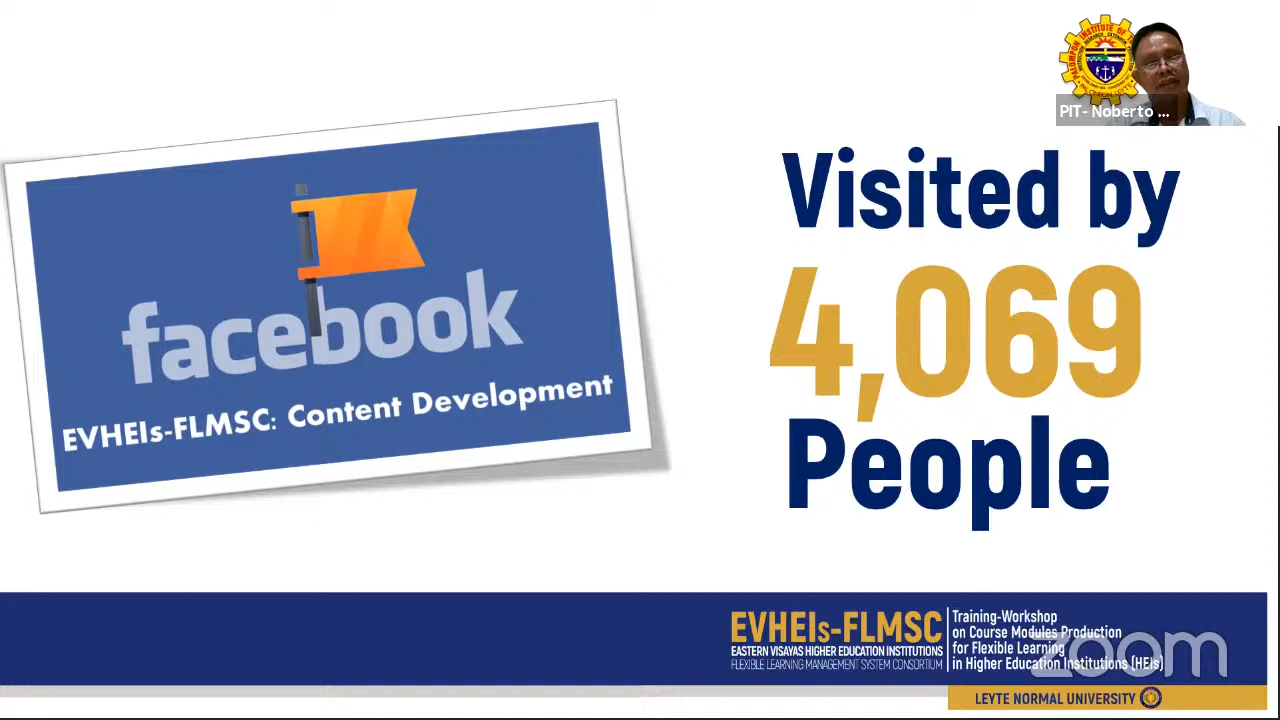 PIT- Noberto ...
Visited by
4,069
People
facebook
EVHEIs-FLMSC: Content Development
EVHEIs-FLMSC
EASTERN VISAYAS HIGHER EDUCATION INSTITUTIONS
FLEXIBLE LEARNING MANAGEMENT SYSTEM CONSORTIUM
Training-Workshop
on Course Modules Production
for Flexible Learning
in Higher Education Institutions (HEIs)
zoom
LEYTE NORMAL UNIVERSITY